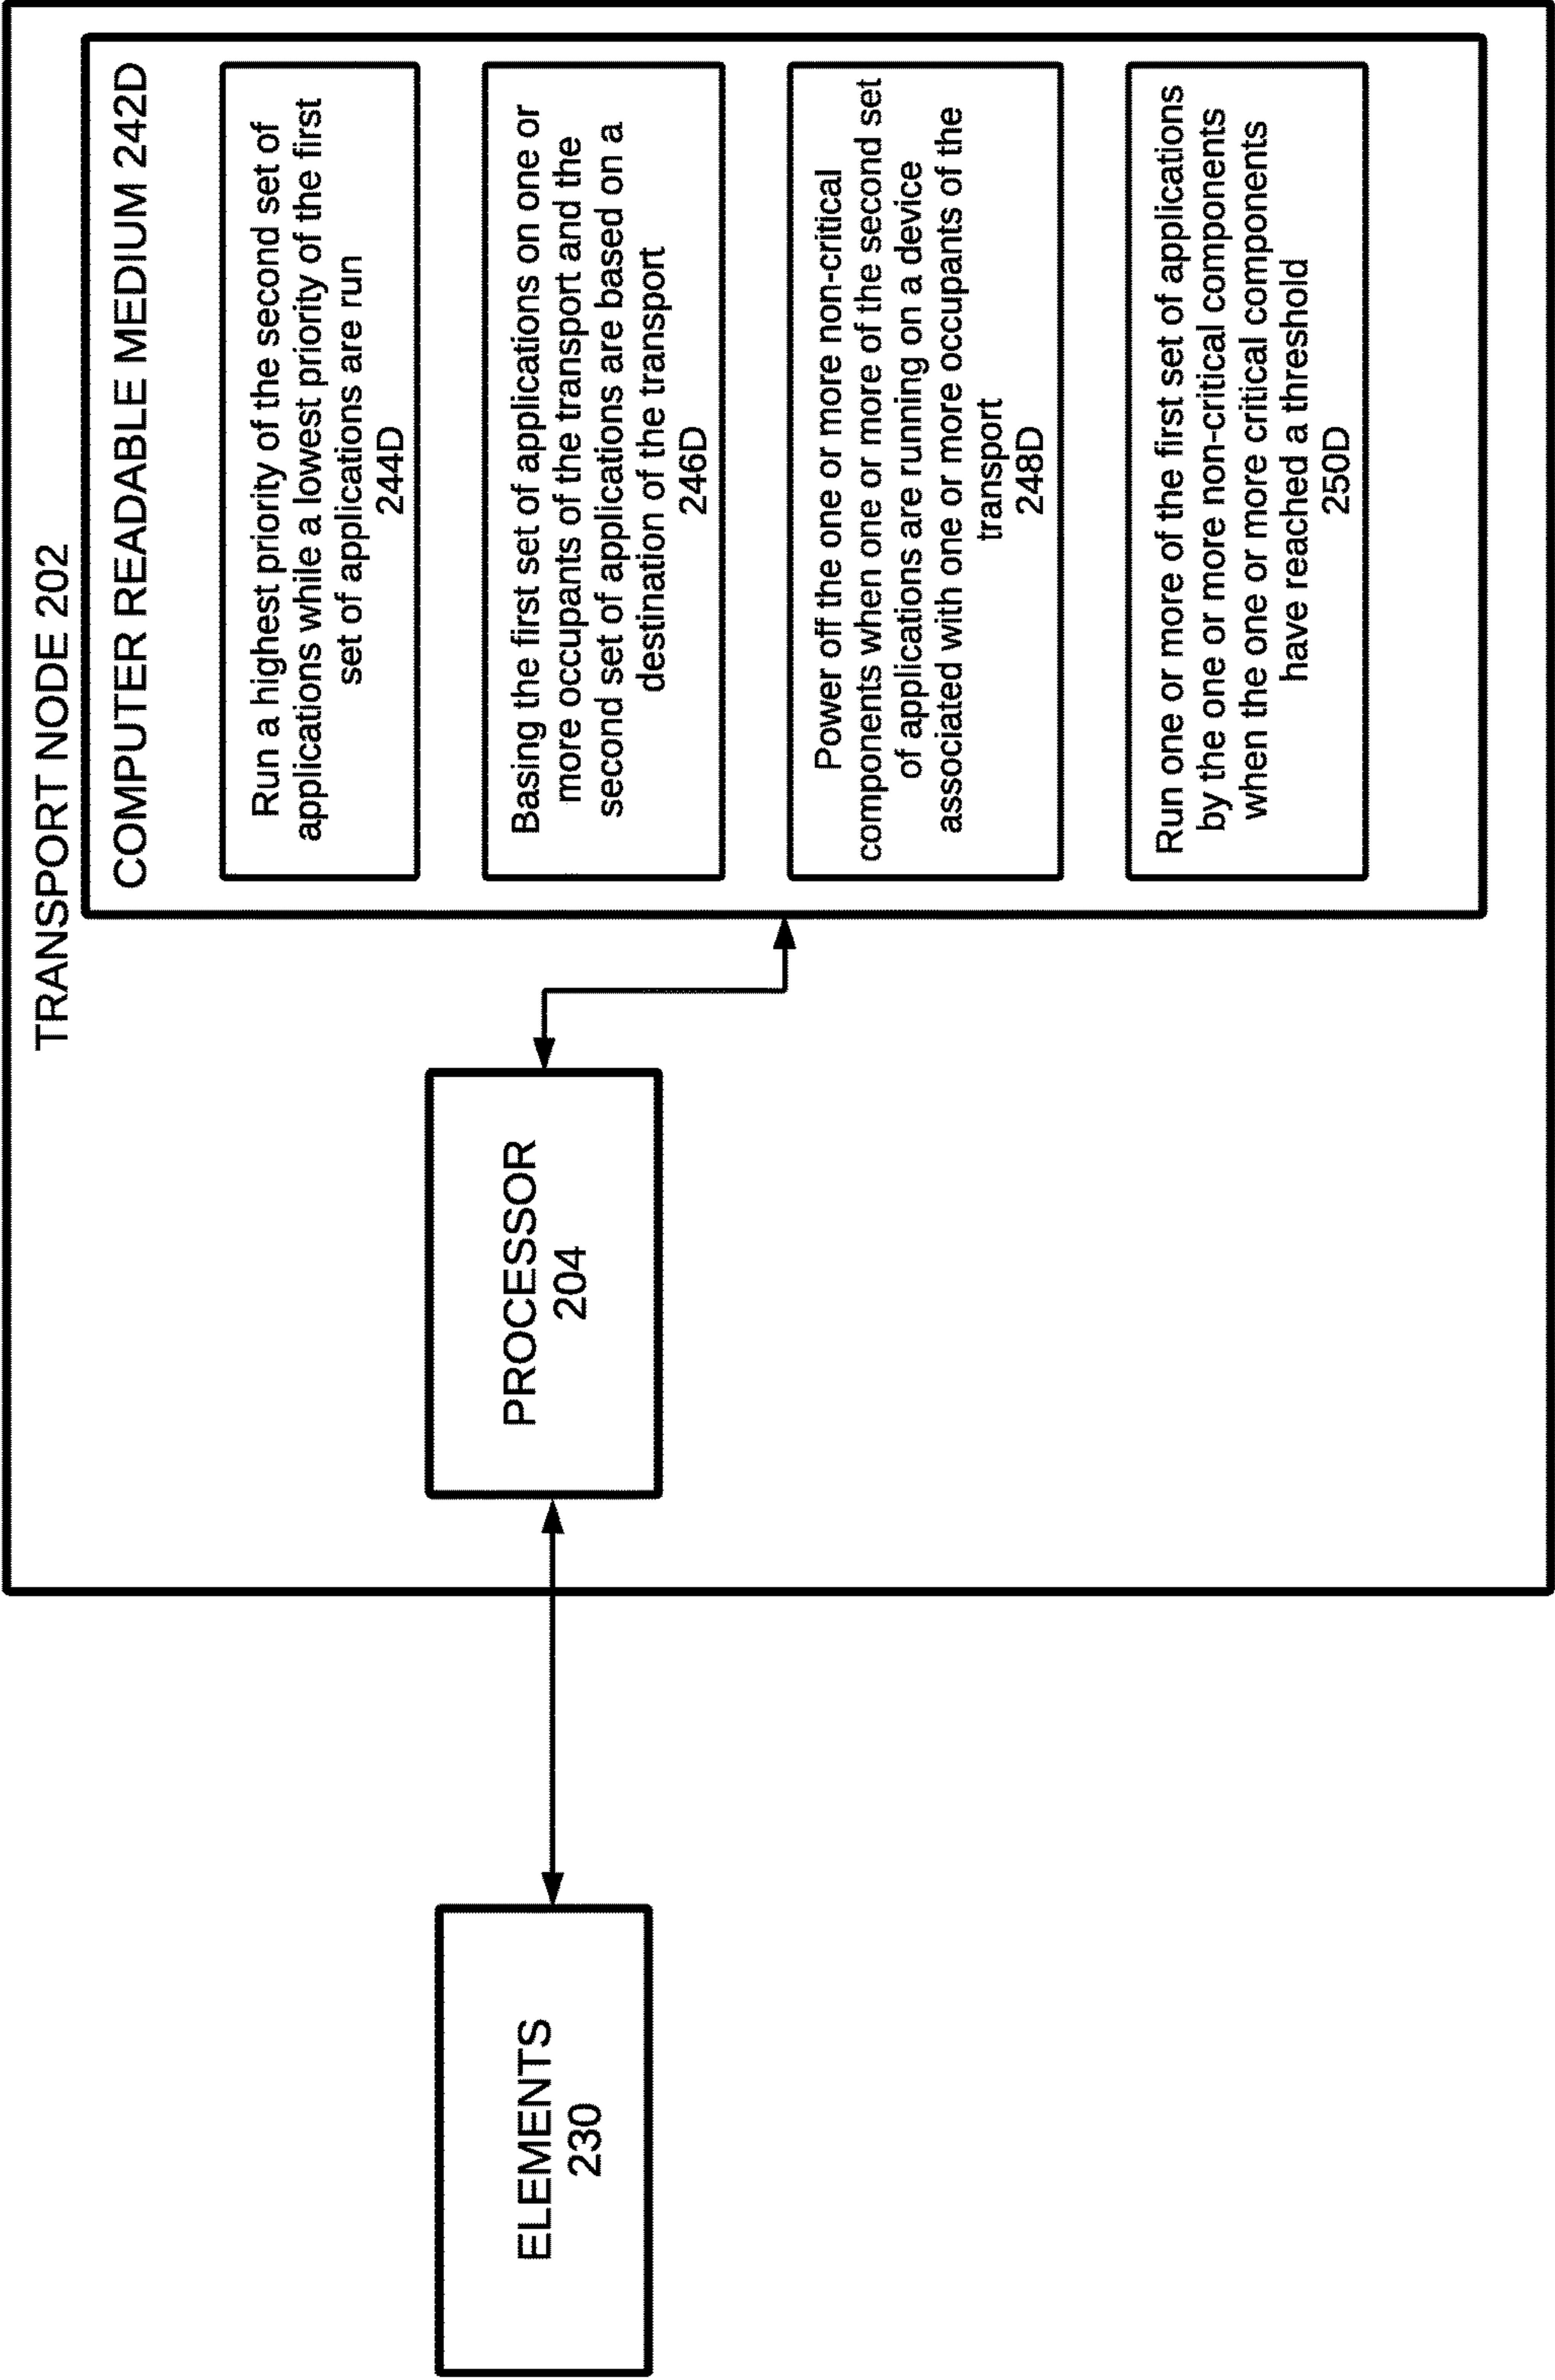 TRANSPORT NODE 202
COMPUTER READABLE MEDIUM 242D
Run a highest priority of the second set of
applications while a lowest priority of the first
set of applications are run
244D
Basing the first set of applications on one or
more occupants of the transport and the
second set of applications are based on a
destination of the transport
246D
Power off the one or more non-critical
components when one or more of the second set
of applications are running on a device
associated with one or more occupants of the
transport
248D
Run one or more of the first set of applications
by the one or more non-critical components
when the one or more critical components
have reached a threshold
250D
PROCESSOR
204
ELEMENTS
230